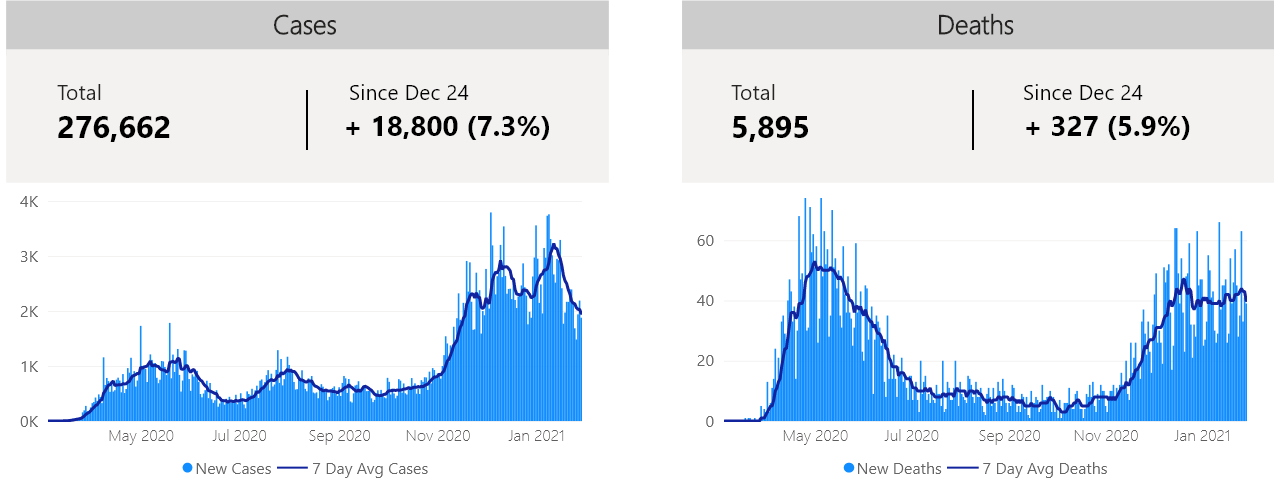 Cases
Total
276,662
Since Dec 24
+ 18,800 (7.3%)
4K
3K
2K
1K
0K
May 2020 Jul 2020 Sep 2020 Nov 2020 Jan 2021
New Cases 7 Day Avg Cases
Deaths
Total
5,895
Since Dec 24
+ 327 (5.9%)
60
40
20
0
May 2020 Jul 2020 Sep 2020 Nov 2020 Jan 2021
New Deaths 7 Day Avg Deaths